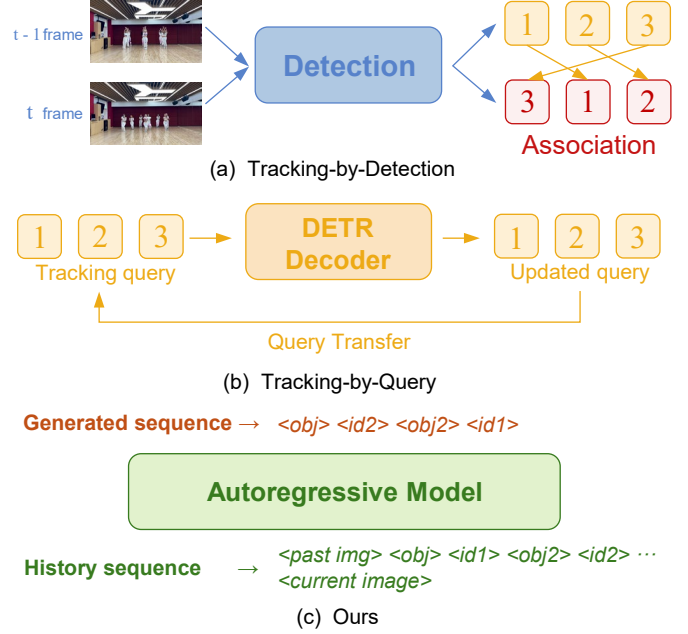 t - 1 frame
Detection
1 2 3
t frame
3 1 2
Association
(a) Tracking-by-Detection
1 2 3
DETR
Decoder
1 2 3
Tracking query
Updated query
Query Transfer
(b) Tracking-by-Query
Generated sequence → <obj> <id2> <obj2> <id1>
Autoregressive Model
History sequence → <past img> <obj> <id1> <obj2> <id2> ⋯
<current image>
(c) Ours